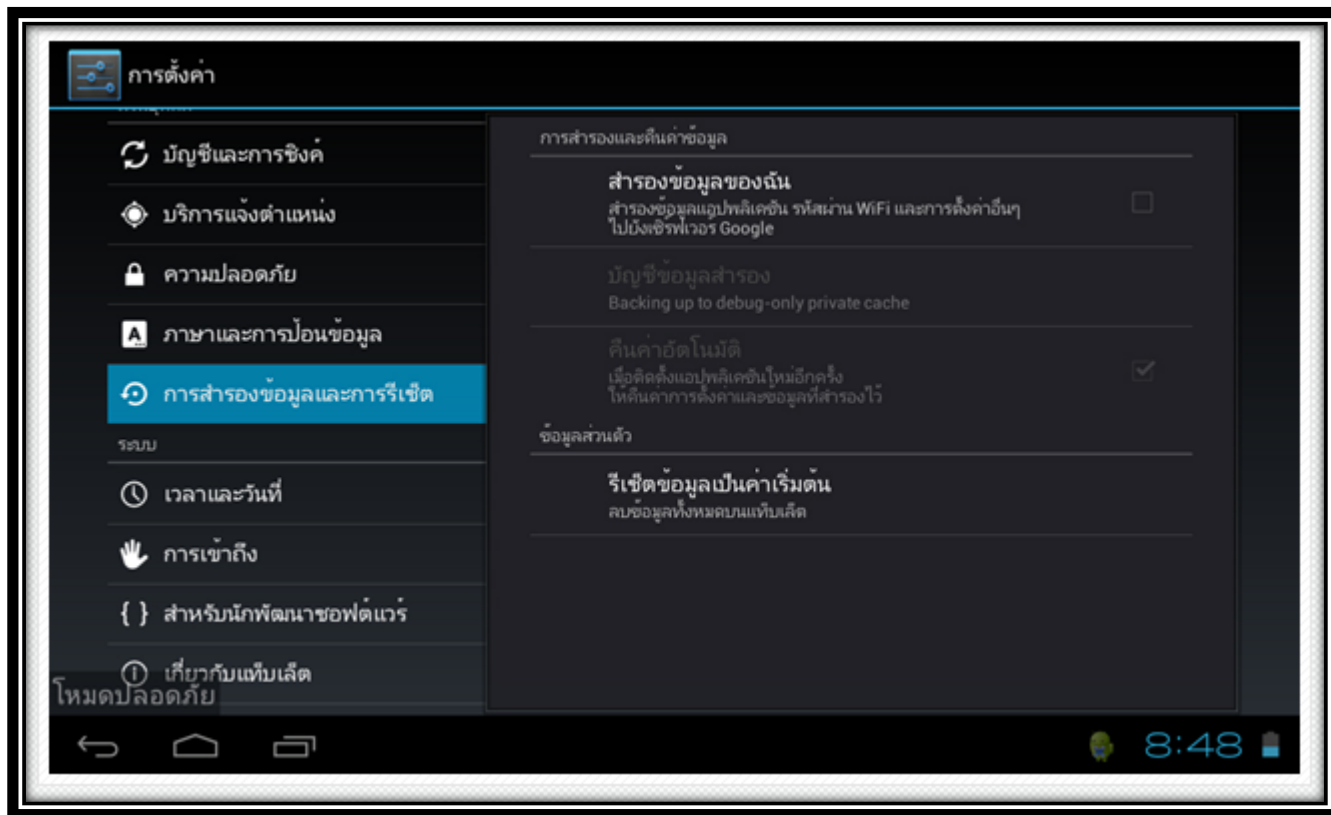 การตั้งค่า
บัญชีและการซิงค์
บริการแจ้งตำแหน่ง
ความปลอดภัย
ภาษาและการป้อนข้อมูล
การสำรองข้อมูลและการรีเซ็ต
ระบบ
เวลาและวันที่
การเข้าถึง
{ } สำหรับนักพัฒนาซอฟต์แวร์
เกี่ยวกับแท็บเล็ต
โหมดปลอดภัย
การสำรองและคืนค่าข้อมูล
สำรองข้อมูลของฉัน
สำรองข้อมูลแอปพลิเคชัน รหัสผ่าน WiFi และการตั้งค่าอื่นๆ
ไปยังเซิร์ฟเวอร์ Google
บัญชีข้อมูลสำรอง
Backing up to debug-only private cache
คืนค่าอัตโนมัติ
เมื่อติดตั้งแอปพลิเคชันใหม่อีกครั้ง
ให้คืนค่าการตั้งค่าและข้อมูลที่สำรองไว้
ข้อมูลส่วนตัว
รีเซ็ตข้อมูลเป็นค่าเริ่มต้น
ลบข้อมูลทั้งหมดบนแท็บเล็ต
8:48